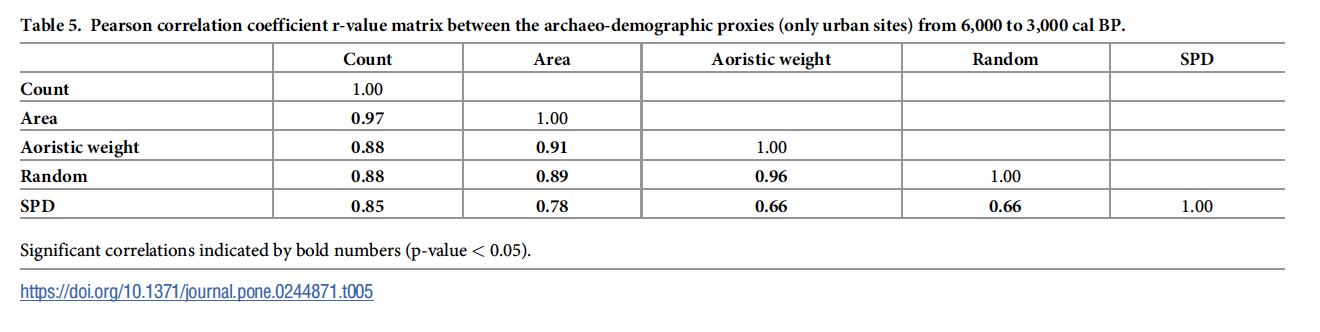 Table 5. Pearson correlation coefficient r-value matrix between the archaeo-demographic proxies (only urban sites) from 6,000 to 3,000 cal BP.
Count Area Aoristic weight Random SPD
Count 1.00
Area 0.97 1.00
Aoristic weight 0.88 0.91 1.00
Random 0.88 0.89 0.96 1.00
SPD 0.85 0.78 0.66 0.66 1.00
Significant correlations indicated by bold numbers (p-value < 0.05).
https://doi.org/10.1371/journal.pone.0244871.t005